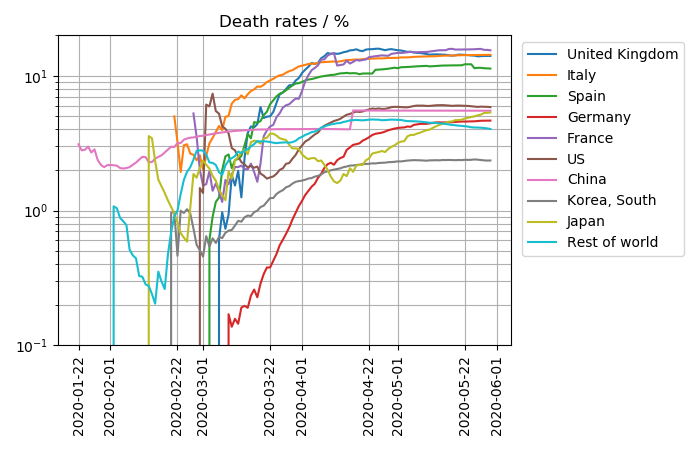 Death rates / %
10¹
10⁰
10⁻¹
2020-01-22
2020-02-01
2020-02-22
2020-03-01
2020-03-22
2020-04-01
2020-04-22
2020-05-01
2020-05-22
2020-06-01
United Kingdom
Italy
Spain
Germany
France
US
China
Korea, South
Japan
Rest of world